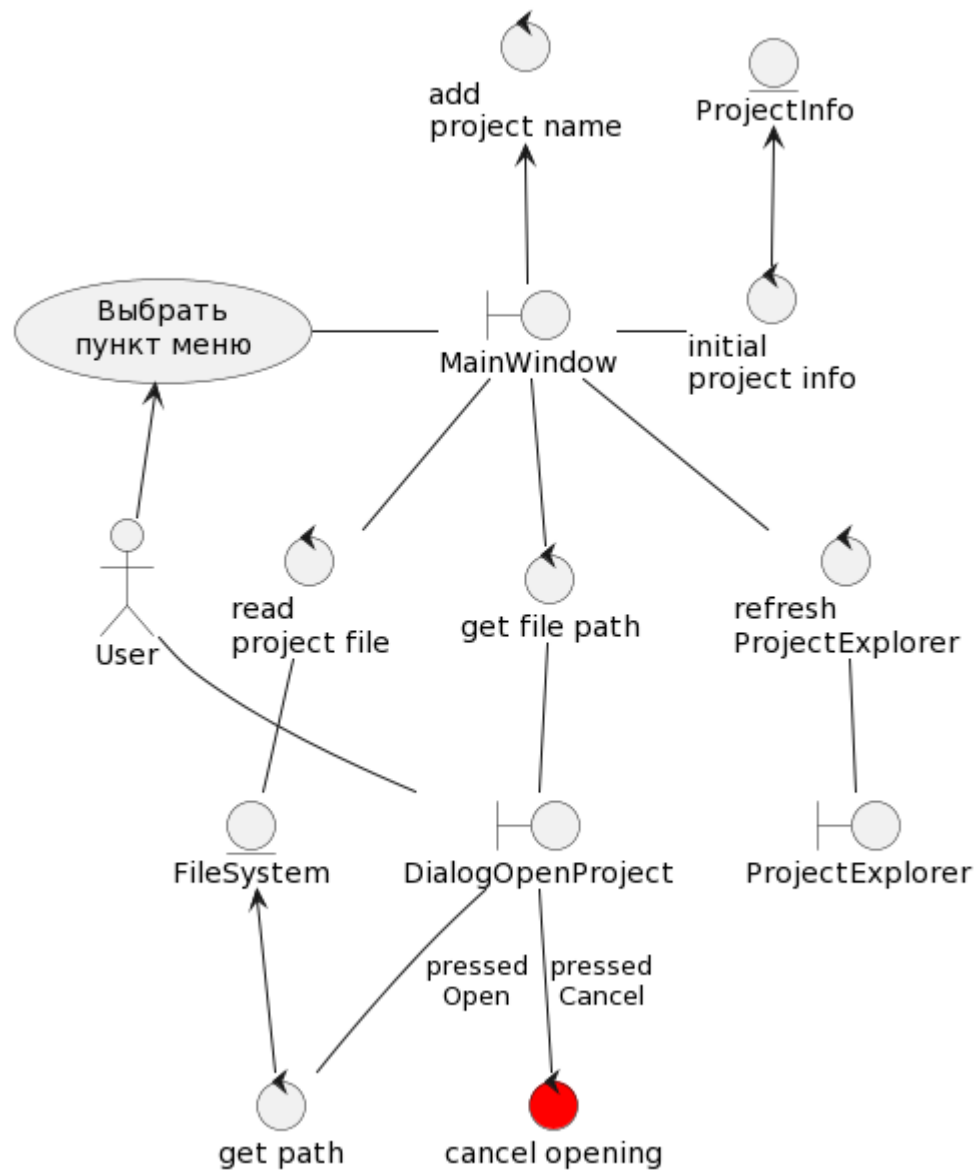 add
project name
ProjectInfo
Выбрать
пункт меню
MainWindow
initial
project info
User
read
project file
get file path
refresh
ProjectExplorer
FileSystem
DialogOpenProject
ProjectExplorer
pressed
Open
pressed
Cancel
get path
cancel opening